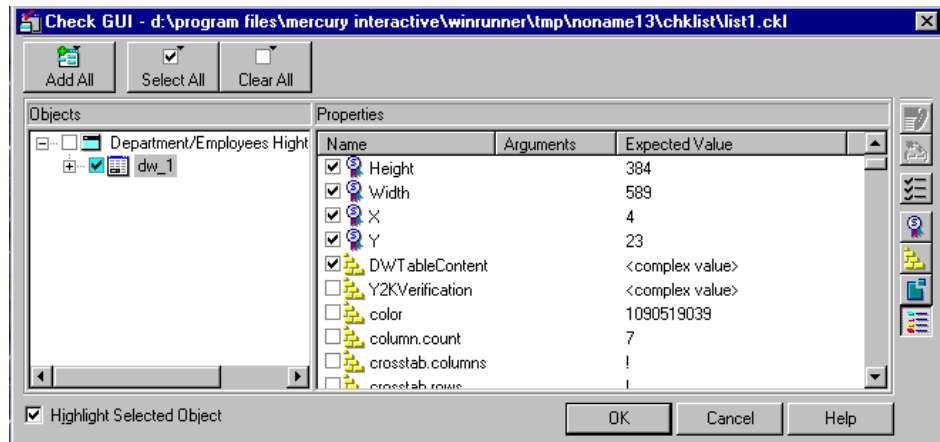 Check GUI - d:\program files\mercury interactive\winrunner\tmp\noname13\chklist\list1.ckl
Add All Select All Clear All
Objects Properties
Department/Employees Hight
dw_1
Name Arguments Expected Value
Height 384
Width 589
X 4
Y 23
DWTableContent <complex value>
Y2KVerification <complex value>
color 1090519039
column.count 7
crosstab.columns !
crosstab.rows !
Highlight Selected Object
OK Cancel Help